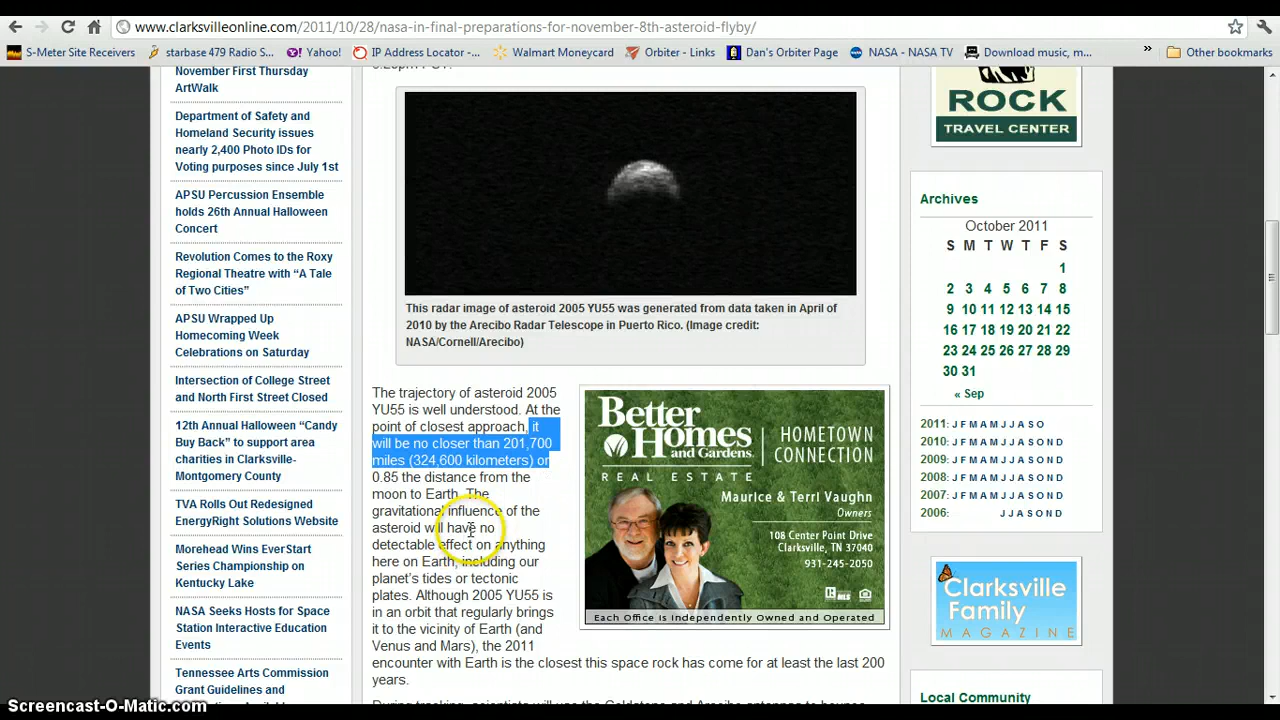 www.clarksvilleonline.com/2011/10/28/nasa-in-final-preparations-for-november-8th-asteroid-flyby/
S-Meter Site Receivers
starbase 479 Radio S...
Yahoo!
IP Address Locator -...
Walmart Moneycard
Orbiter - Links
Dan's Orbiter Page
NASA - NASA TV
Download music, m...
»
Other bookmarks
November First Thursday
ArtWalk
Department of Safety and
Homeland Security issues
nearly 2,400 Photo IDs for
Voting purposes since July 1st
APSU Percussion Ensemble
holds 26th Annual Halloween
Concert
Revolution Comes to the Roxy
Regional Theatre with “A Tale
of Two Cities”
APSU Wrapped Up
Homecoming Week
Celebrations on Saturday
Intersection of College Street
and North First Street Closed
12th Annual Halloween “Candy
Buy Back” to support area
charities in Clarksville-
Montgomery County
TVA Rolls Out Redesigned
EnergyRight Solutions Website
Morehead Wins EverStart
Series Championship on
Kentucky Lake
NASA Seeks Hosts for Space
Station Interactive Education
Events
Tennessee Arts Commission
Grant Guidelines and
This radar image of asteroid 2005 YU55 was generated from data taken in April of
2010 by the Arecibo Radar Telescope in Puerto Rico. (Image credit:
NASA/Cornell/Arecibo)
The trajectory of asteroid 2005
YU55 is well understood. At the
point of closest approach, it
will be no closer than 201,700
miles (324,600 kilometers) or
0.85 the distance from the
moon to Earth. The
gravitational influence of the
asteroid will have no
detectable effect on anything
here on Earth, including our
planet’s tides or tectonic
plates. Although 2005 YU55 is
in an orbit that regularly brings
it to the vicinity of Earth (and
Venus and Mars), the 2011
encounter with Earth is the closest this space rock has come for at least the last 200
years.
During tracking, scientists will use the Goldstone and Arecibo antennas to bounce
Better
Homes
and Gardens
REAL ESTATE
HOMETOWN
CONNECTION
Maurice & Terri Vaughn
Owners
108 Center Point Drive
Clarksville, TN 37040
931-245-2050
Each Office Is Independently Owned and Operated
ROCK
TRAVEL CENTER
Archives
October 2011
S M T W T F S
1
2 3 4 5 6 7 8
9 10 11 12 13 14 15
16 17 18 19 20 21 22
23 24 25 26 27 28 29
30 31
« Sep
2011: J F M A M J J A S O
2010: J F M A M J J A S O N D
2009: J F M A M J J A S O N D
2008: J F M A M J J A S O N D
2007: J F M A M J J A S O N D
2006: J J A S O N D
Clarksville
Family
MAGAZINE
Local Community
Screencast-O-Matic.com